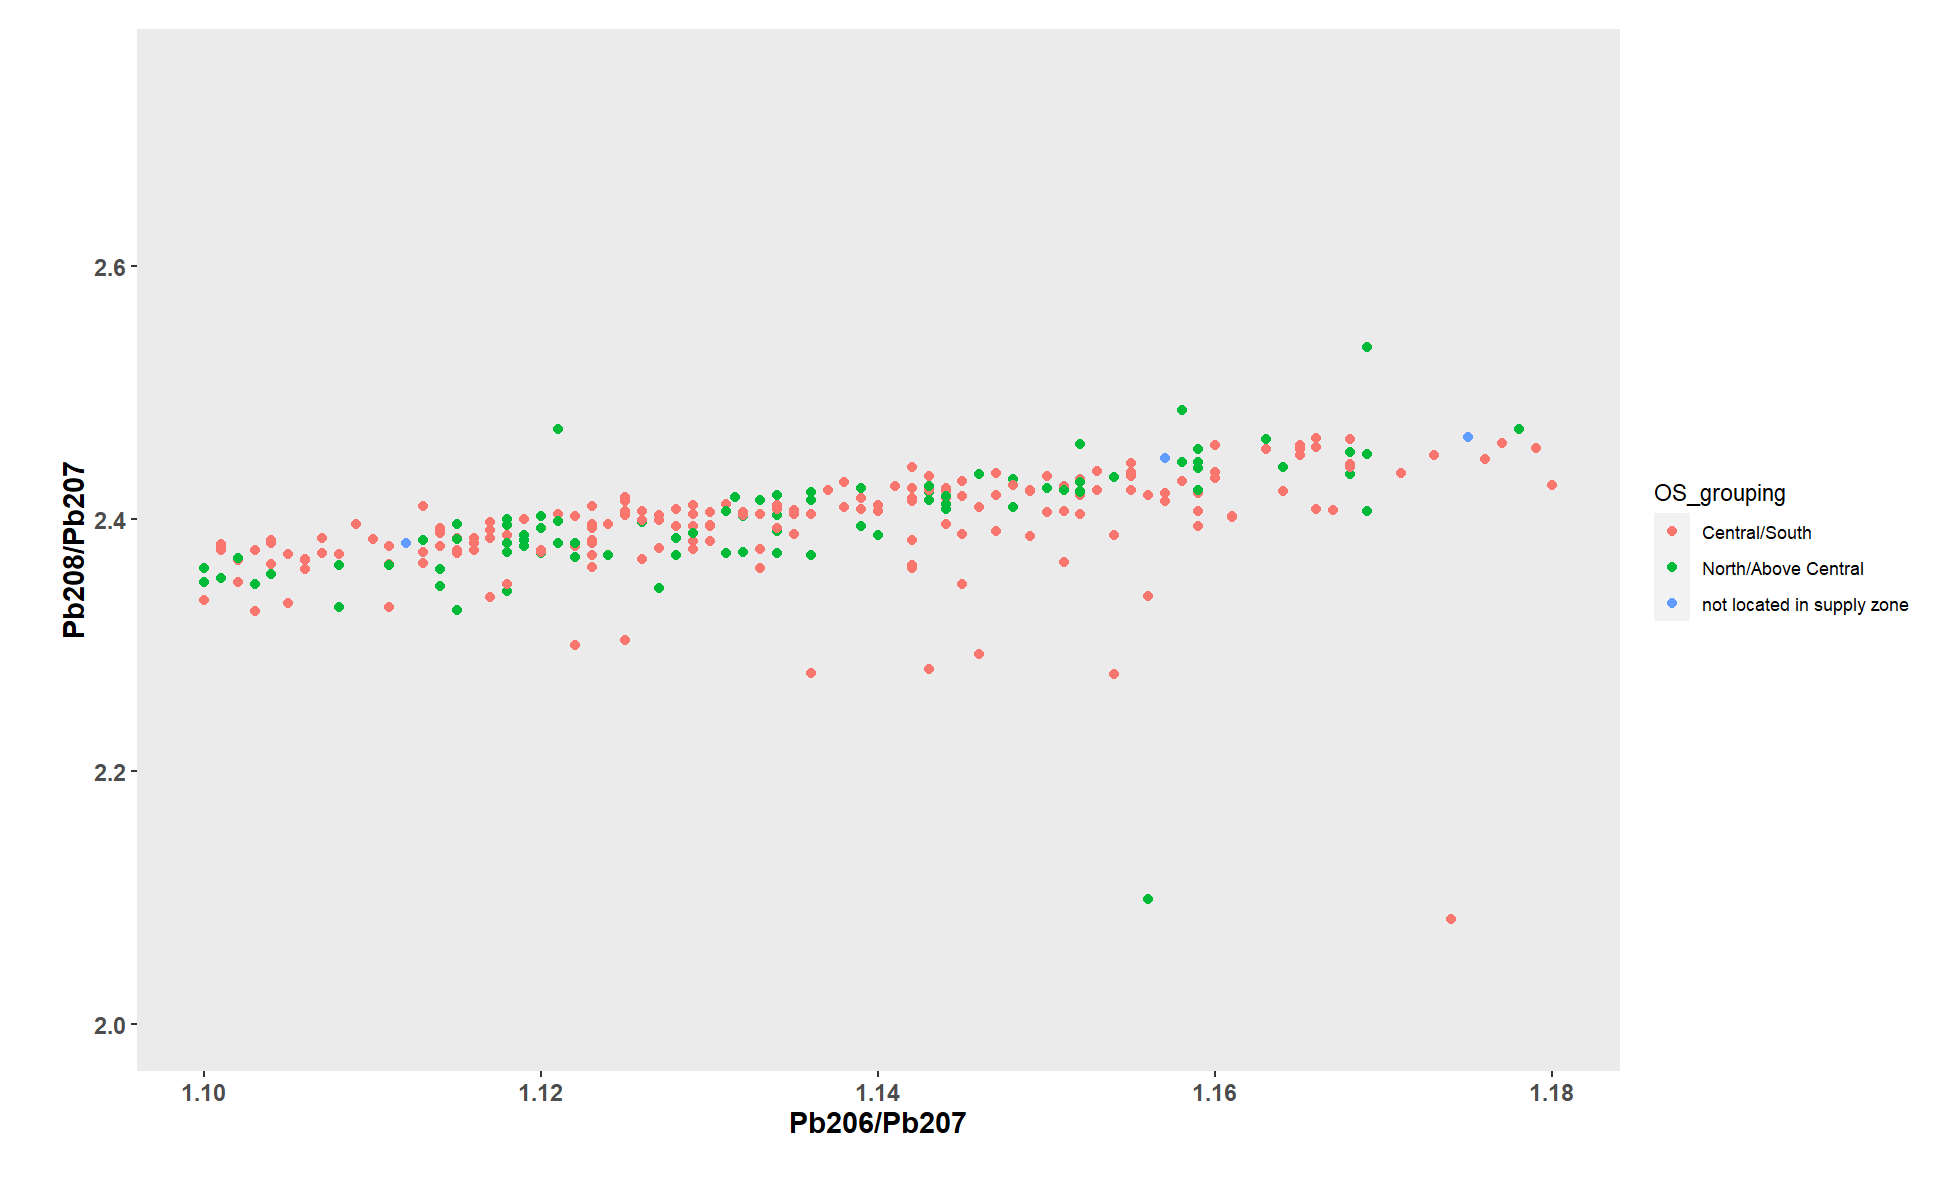 2.6
2.4
2.2
2.0
Pb208/Pb207
1.10
1.12
1.14
1.16
1.18
Pb206/Pb207
OS_grouping
Central/South
North/Above Central
not located in supply zone